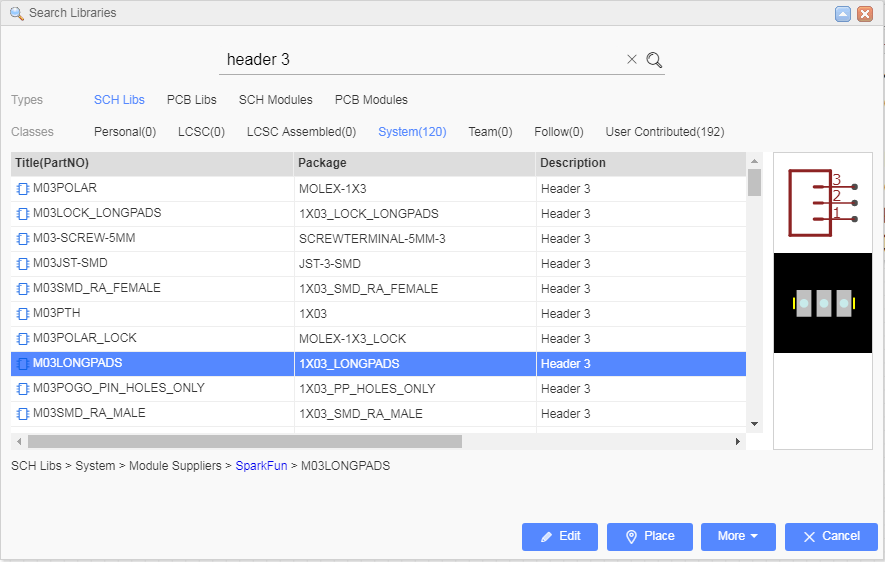 Search Libraries
header 3
Types SCH Libs PCB Libs SCH Modules PCB Modules
Classes Personal(0) LCSC(0) LCSC Assembled(0) System(120) Team(0) Follow(0) User Contributed(192)
Title(PartNO) Package Description
M03POLAR MOLEX-1X3 Header 3
M03LOCK_LONGPADS 1X03_LOCK_LONGPADS Header 3
M03-SCREW-5MM SCREWTERMINAL-5MM-3 Header 3
M03JST-SMD JST-3-SMD Header 3
M03SMD_RA_FEMALE 1X03_SMD_RA_FEMALE Header 3
M03PTH 1X03 Header 3
M03POLAR_LOCK MOLEX-1X3_LOCK Header 3
M03LONGPADS 1X03_LONGPADS Header 3
M03POGO_PIN_HOLES_ONLY 1X03_PP_HOLES_ONLY Header 3
M03SMD_RA_MALE 1X03_SMD_RA_MALE Header 3
3
2
1
SCH Libs > System > Module Suppliers > SparkFun > M03LONGPADS
Edit Place More Cancel